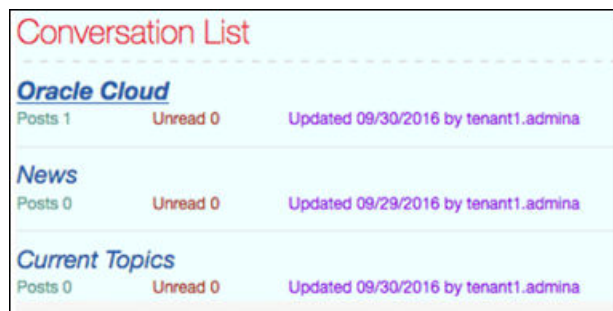 Conversation List
Oracle Cloud
Posts 1 Unread 0 Updated 09/30/2016 by tenant1.admina
News
Posts 0 Unread 0 Updated 09/29/2016 by tenant1.admina
Current Topics
Posts 0 Unread 0 Updated 09/30/2016 by tenant1.admina